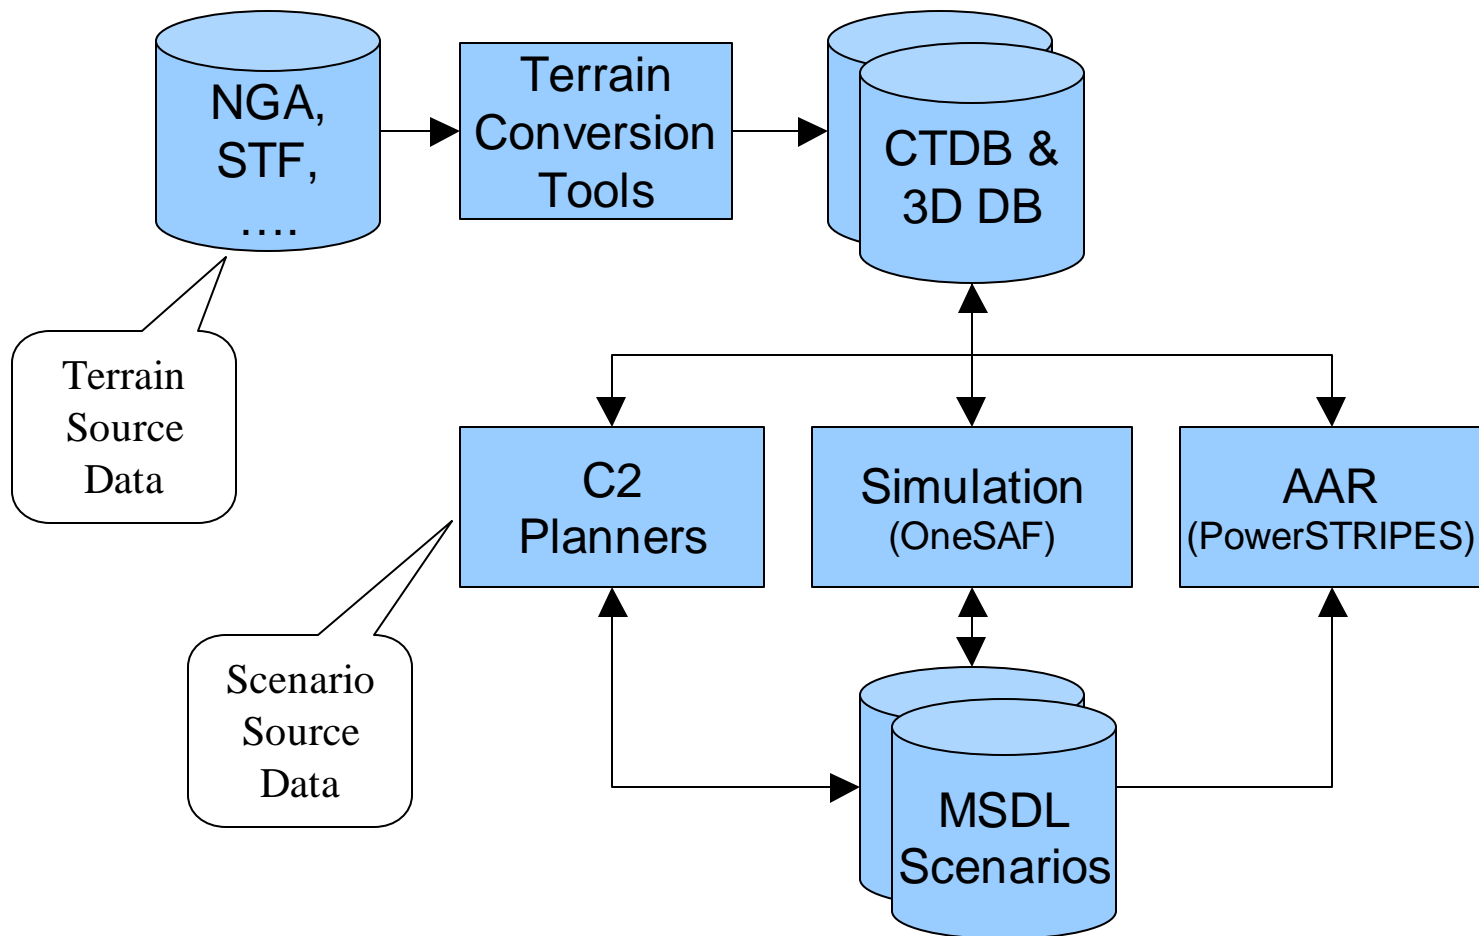 NGA,
STF,
....
Terrain
Conversion
Tools
CTDB &
3D DB
Terrain
Source
Data
C2
Planners
Simulation
(OneSAF)
AAR
(PowerSTRIPES)
Scenario
Source
Data
MSDL
Scenarios